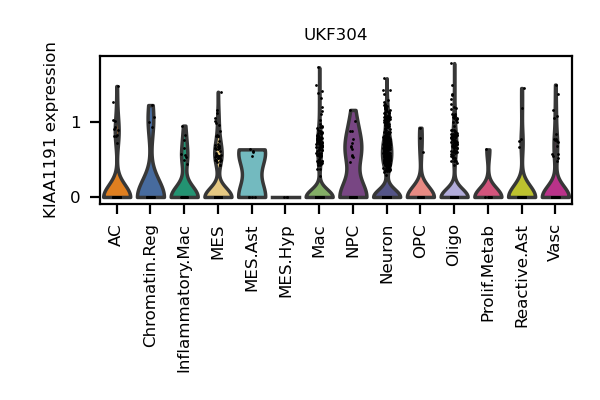 UKF304
KIAA1191 expression
1
0
AC
Chromatin.Reg
Inflammatory.Mac
MES
MES.Ast
MES.Hyp
Mac
NPC
Neuron
OPC
Oligo
Prolif.Metab
Reactive.Ast
Vasc